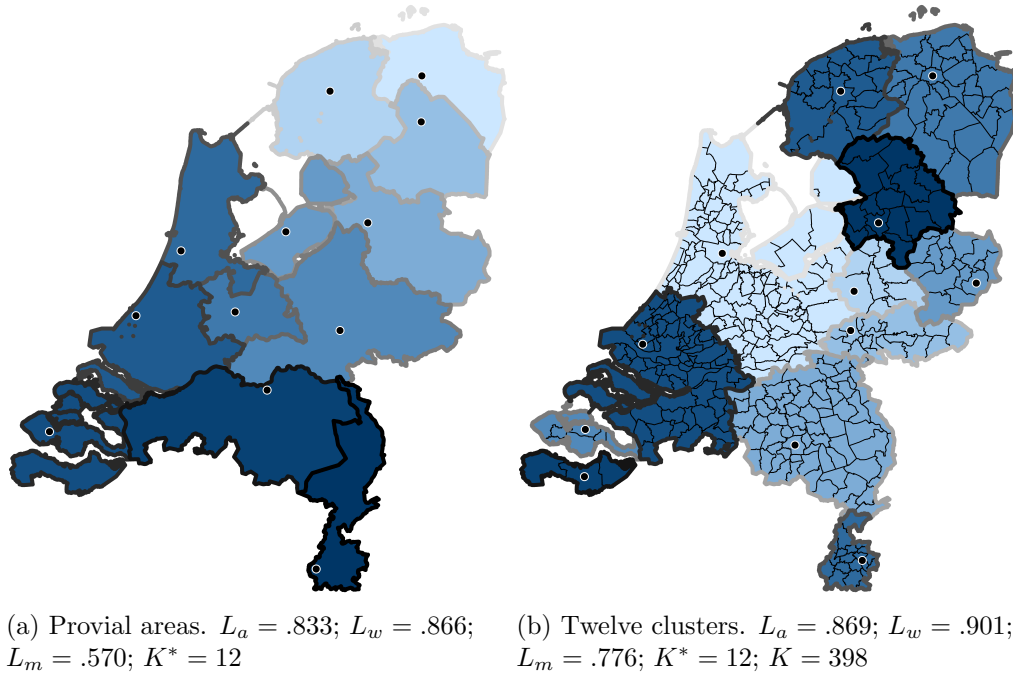 (a) Provial areas. $L_a = .833$; $L_w = .866$;
$L_m = .570$; $K^* = 12$
(b) Twelve clusters. $L_a = .869$; $L_w = .901$;
$L_m = .776$; $K^* = 12$; $K = 398$